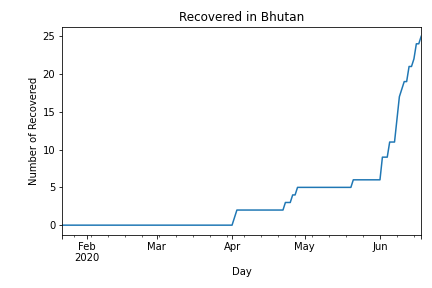 Recovered in Bhutan
Number of Recovered
25
20
15
10
5
0
Feb
2020
Mar
Apr
May
Jun
Day